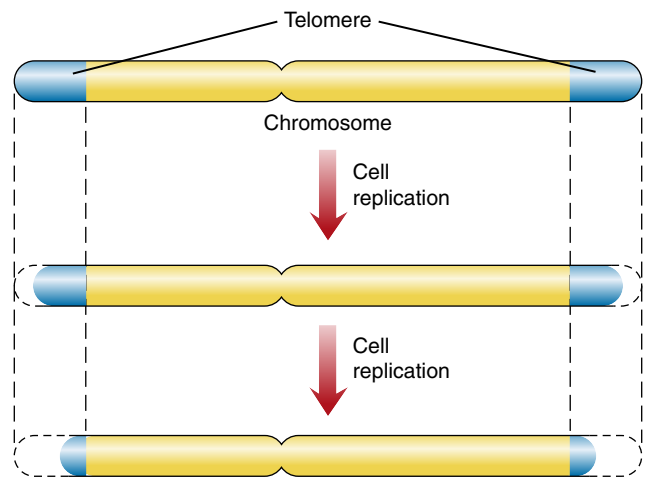 Telomere
Chromosome
Cell
replication
Cell
replication